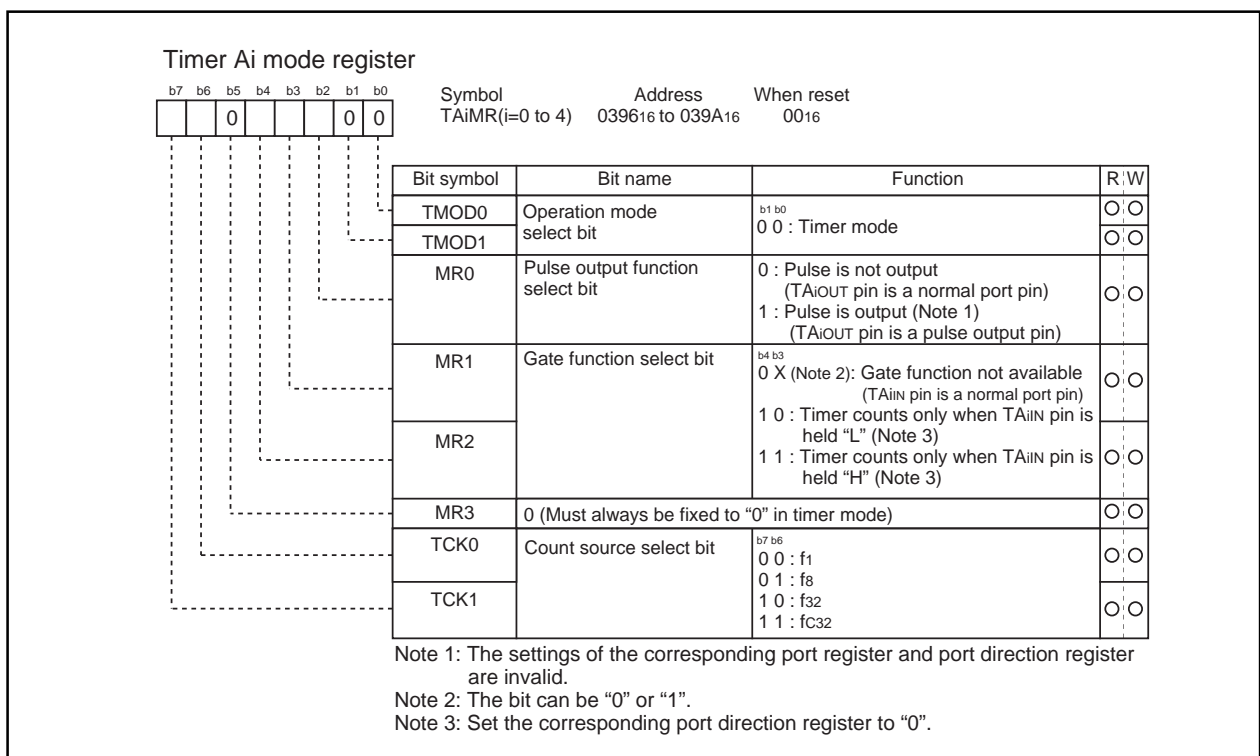 Timer Ai mode register
b7 b6 b5 b4 b3 b2 b1 b0
0 0 0
Symbol Address When reset
TAiMR(i=0 to 4) 039616 to 039A16 0016
Bit symbol Bit name Function R W
TMOD0 Operation mode select bit
TMOD1
b1 b0
0 0 : Timer mode
MR0 Pulse output function select bit
0 : Pulse is not output
(TAiOUT pin is a normal port pin)
1 : Pulse is output (Note 1)
(TAiOUT pin is a pulse output pin)
MR1 Gate function select bit
b4 b3
0 X (Note 2): Gate function not available
(TAiIN pin is a normal port pin)
1 0 : Timer counts only when TAiIN pin is
held “L” (Note 3)
MR2
1 1 : Timer counts only when TAiIN pin is
held “H” (Note 3)
MR3 0 (Must always be fixed to “0” in timer mode)
TCK0 Count source select bit
b7 b6
0 0 : f1
0 1 : f8
TCK1
1 0 : f32
1 1 : fC32
Note 1: The settings of the corresponding port register and port direction register
are invalid.
Note 2: The bit can be “0” or “1”.
Note 3: Set the corresponding port direction register to “0”.